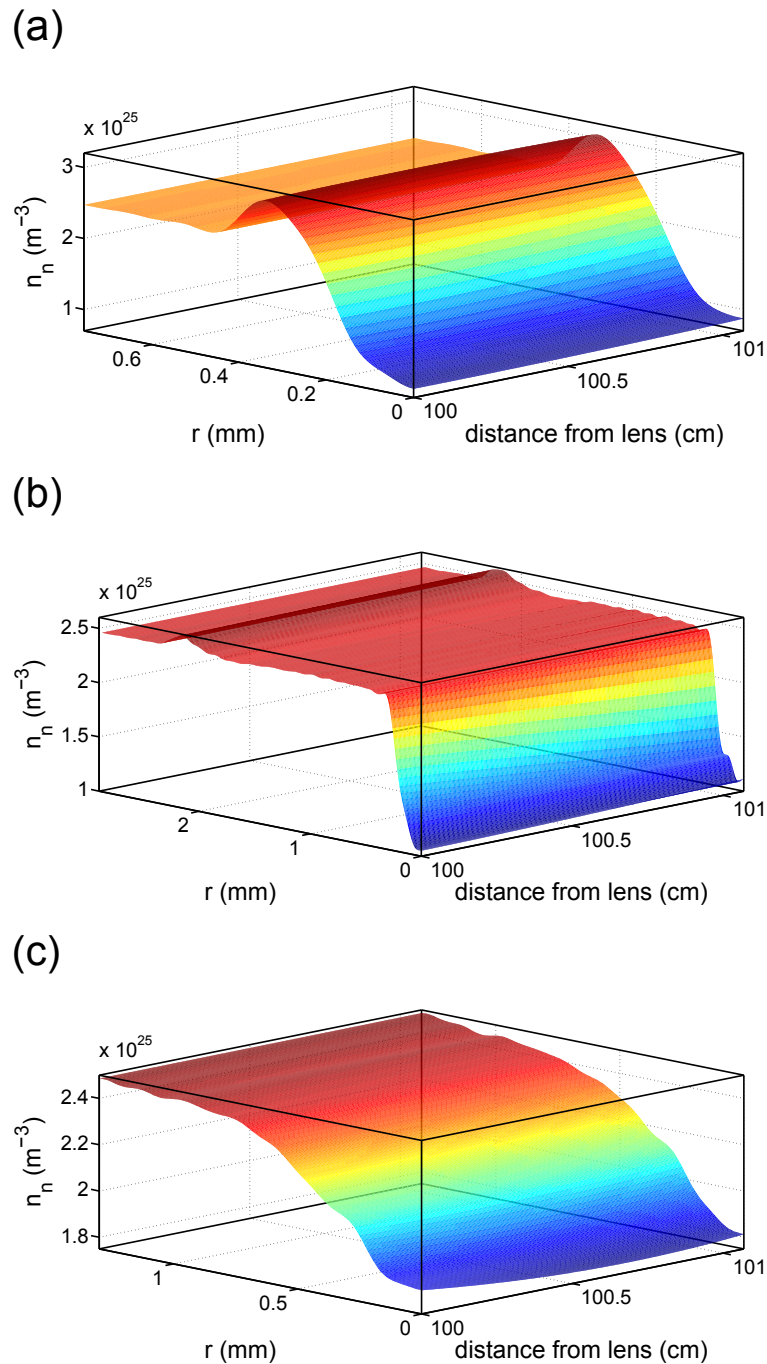 (a)
x 10^25
3
2
1
n_n (m^−3)
0.6
0.4
0.2
0
100
100.5
101
r (mm)
distance from lens (cm)
(b)
x 10^25
2.5
2
1.5
1
n_n (m^−3)
2
1
0
100
100.5
101
r (mm)
distance from lens (cm)
(c)
x 10^25
2.4
2.2
2
1.8
n_n (m^−3)
1
0.5
0
100
100.5
101
r (mm)
distance from lens (cm)